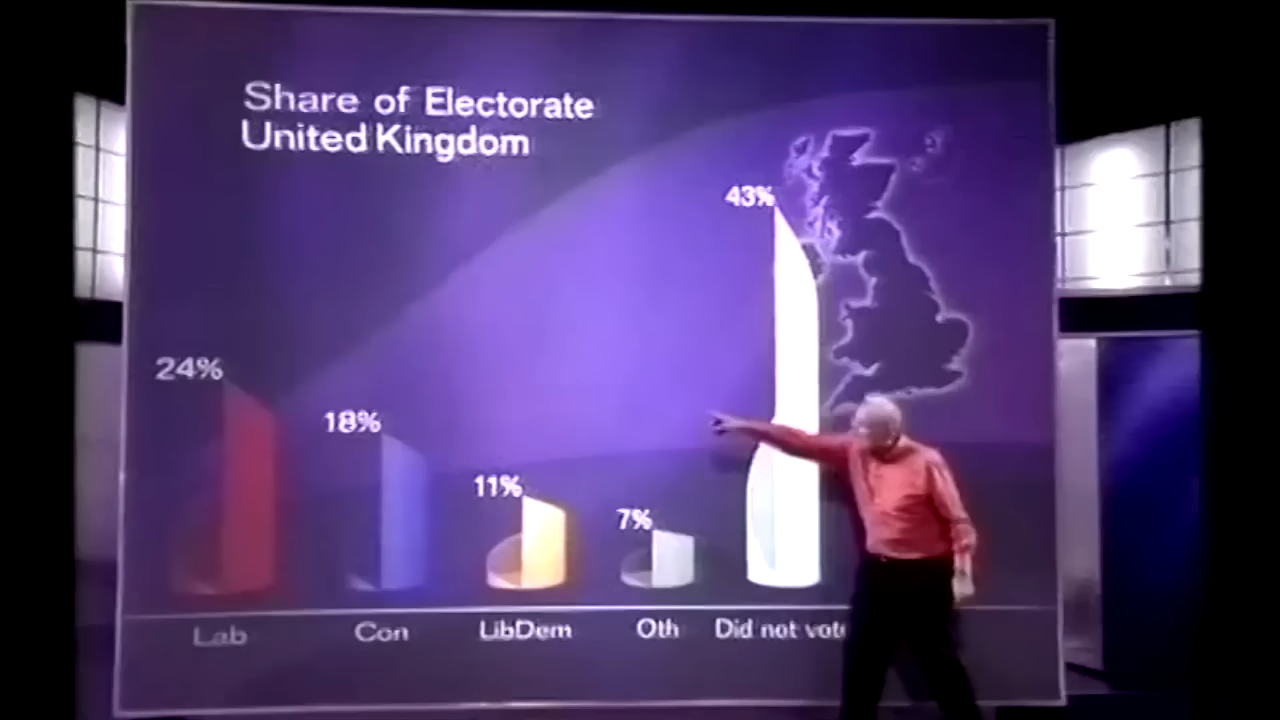 Share of Electorate
United Kingdom
43%
24%
18%
11%
7%
Lab Con LibDem Oth Did not vote